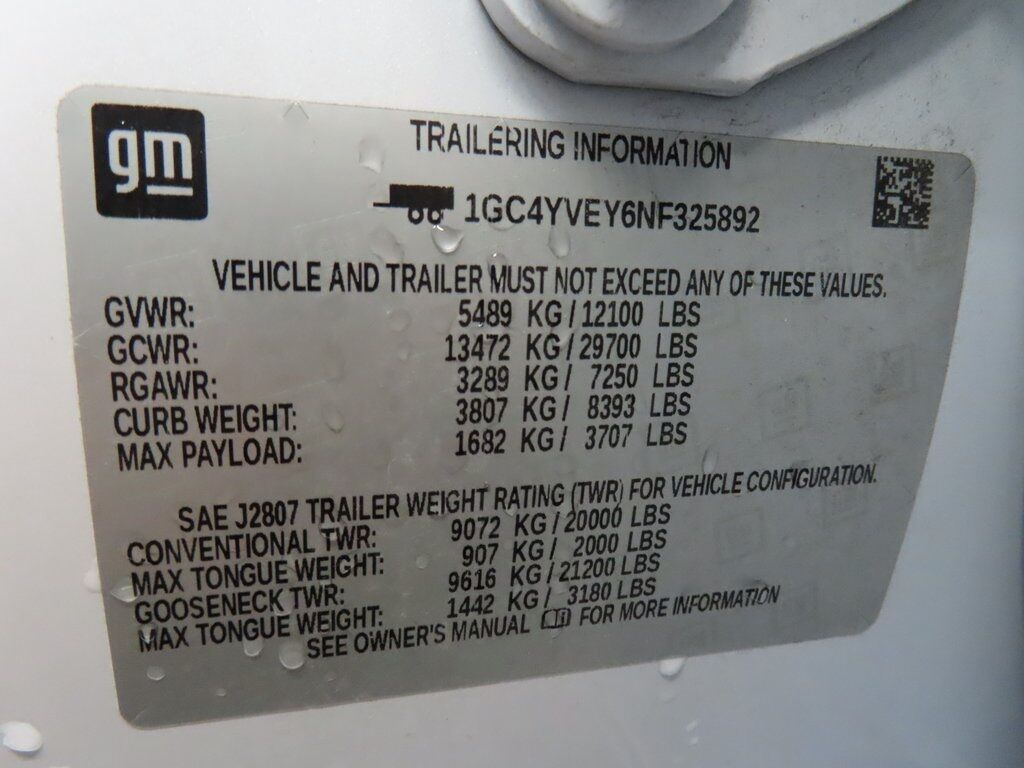 gm
TRAILERING INFORMATION
1GC4YVEY6NF325892
VEHICLE AND TRAILER MUST NOT EXCEED ANY OF THESE VALUES.
GVWR: 5489 KG / 12100 LBS
GCWR: 13472 KG / 29700 LBS
RGAWR: 3289 KG / 7250 LBS
CURB WEIGHT: 3807 KG / 8393 LBS
MAX PAYLOAD: 1682 KG / 3707 LBS
SAE J2807 TRAILER WEIGHT RATING (TWR) FOR VEHICLE CONFIGURATION.
CONVENTIONAL TWR: 9072 KG / 20000 LBS
MAX TONGUE WEIGHT: 907 KG / 2000 LBS
GOOSENECK TWR: 9616 KG / 21200 LBS
MAX TONGUE WEIGHT: 1442 KG / 3180 LBS
SEE OWNER'S MANUAL FOR MORE INFORMATION